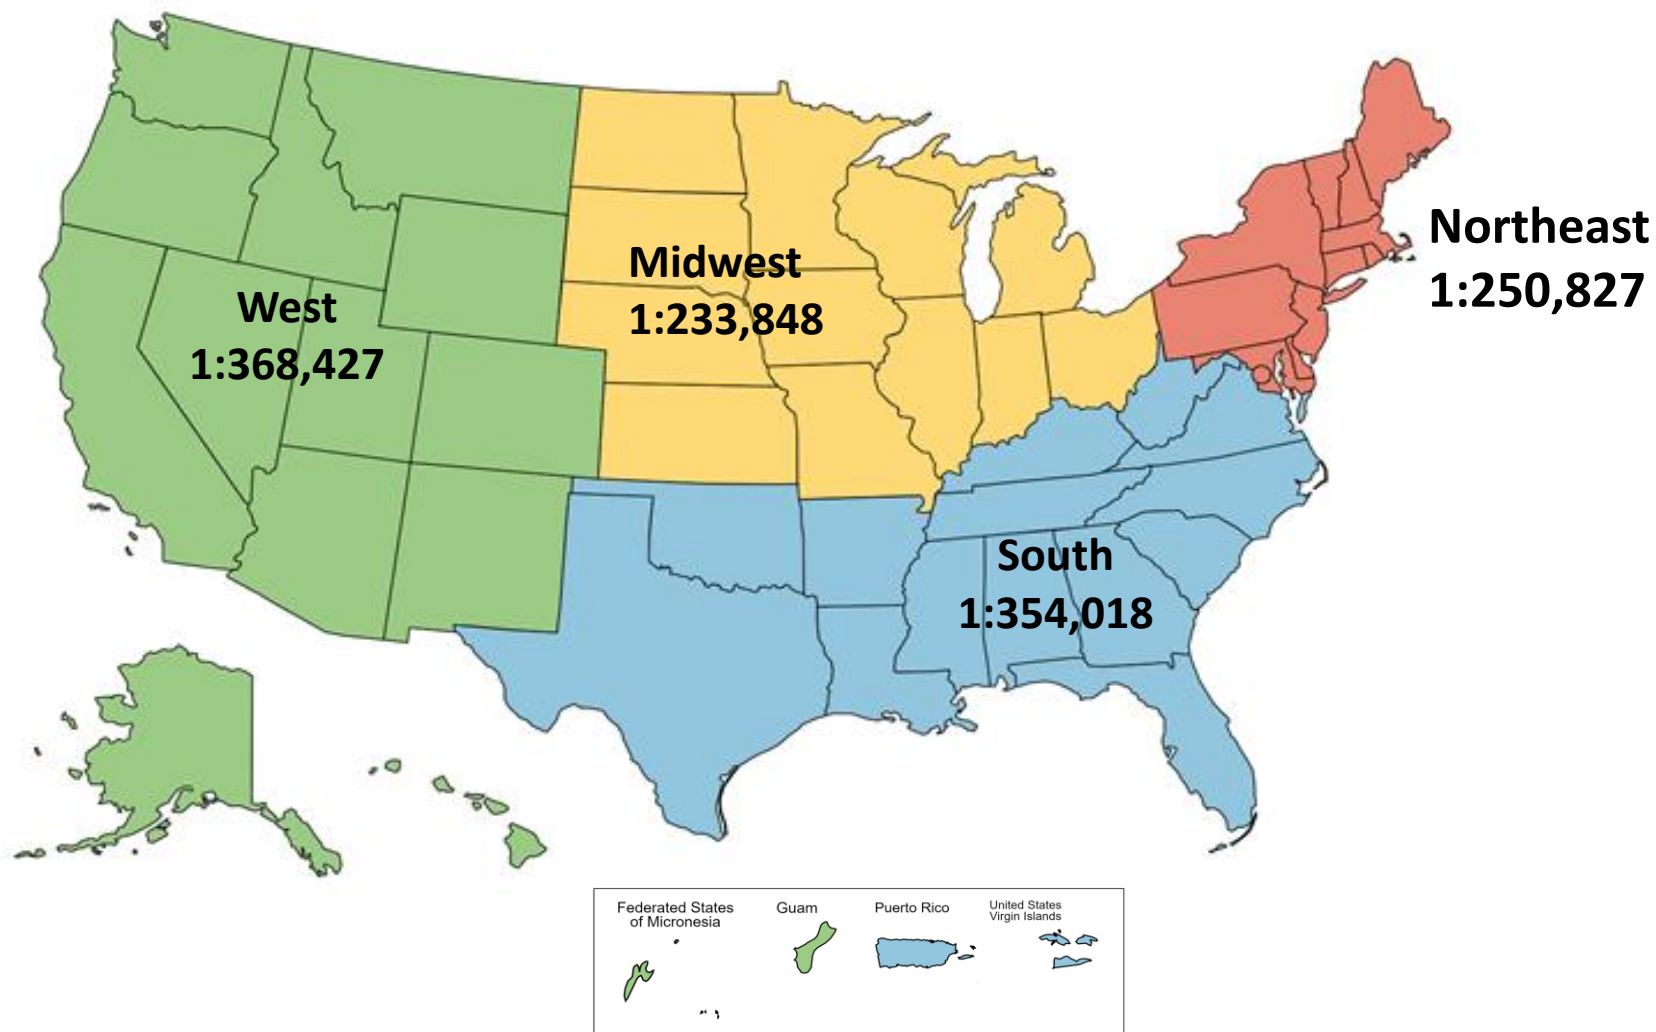 Northeast
1:250,827
Midwest
1:233,848
West
1:368,427
South
1:354,018
Federated States
of Micronesia
Guam
Puerto Rico
United States
Virgin Islands